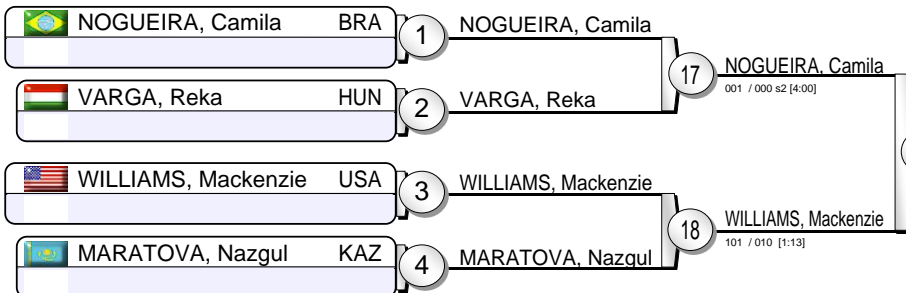 NOGUEIRA, Camila BRA
1
NOGUEIRA, Camila
VARGA, Reka HUN
2
VARGA, Reka
17
NOGUEIRA, Camila
001 / 000 s2 [4:00]
WILLIAMS, Mackenzie USA
3
WILLIAMS, Mackenzie
MARATOVA, Nazgul KAZ
4
MARATOVA, Nazgul
18
WILLIAMS, Mackenzie
101 / 010 [1:13]